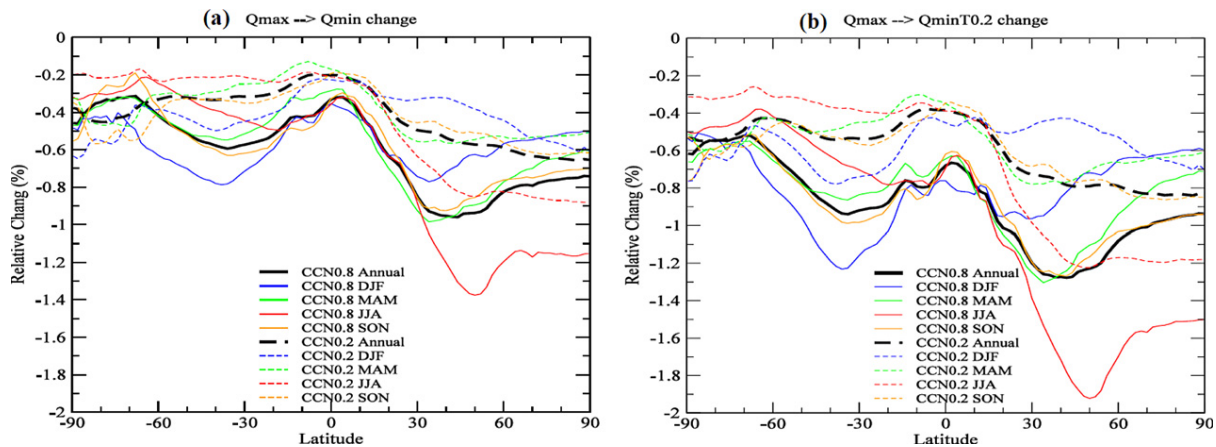 (a) Qmax --> Qmin change
Relative Chang (%)
0
-0.2
-0.4
-0.6
-0.8
-1
-1.2
-1.4
-1.6
-1.8
-2
CCN0.8 Annual
CCN0.8 DJF
CCN0.8 MAM
CCN0.8 JJA
CCN0.8 SON
CCN0.2 Annual
CCN0.2 DJF
CCN0.2 MAM
CCN0.2 JJA
CCN0.2 SON
-90 -60 -30 0 30 60 90
Latitude
(b) Qmax --> QminT0.2 change
Relative Chang (%)
0
-0.2
-0.4
-0.6
-0.8
-1
-1.2
-1.4
-1.6
-1.8
-2
CCN0.8 Annual
CCN0.8 DJF
CCN0.8 MAM
CCN0.8 JJA
CCN0.8 SON
CCN0.2 Annual
CCN0.2 DJF
CCN0.2 MAM
CCN0.2 JJA
CCN0.2 SON
-90 -60 -30 0 30 60 90
Latitude